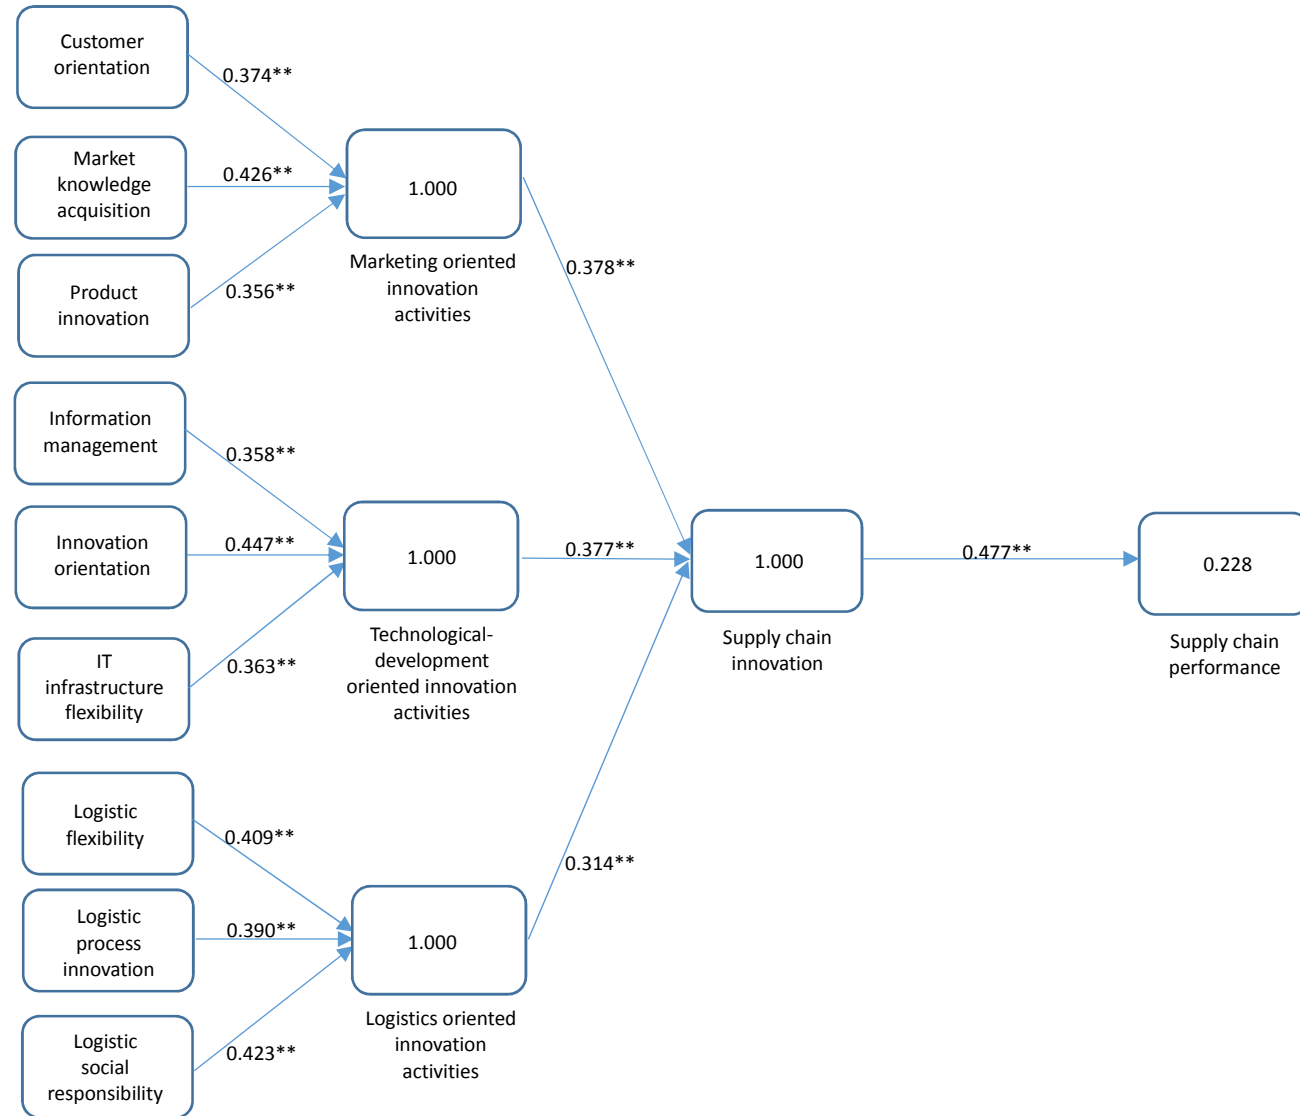 Customer
orientation
0.374**
Market
knowledge
acquisition
0.426**
1.000
Product
innovation
0.356**
Marketing oriented
innovation
activities
0.378**
Information
management
0.358**
Innovation
orientation
0.447**
1.000
0.377**
1.000
0.477**
0.228
IT
infrastructure
flexibility
0.363**
Technological-
development
oriented innovation
activities
Supply chain
innovation
Supply chain
performance
Logistic
flexibility
0.409**
0.314**
Logistic
process
innovation
0.390**
1.000
Logistic
social
responsibility
0.423**
Logistics oriented
innovation
activities